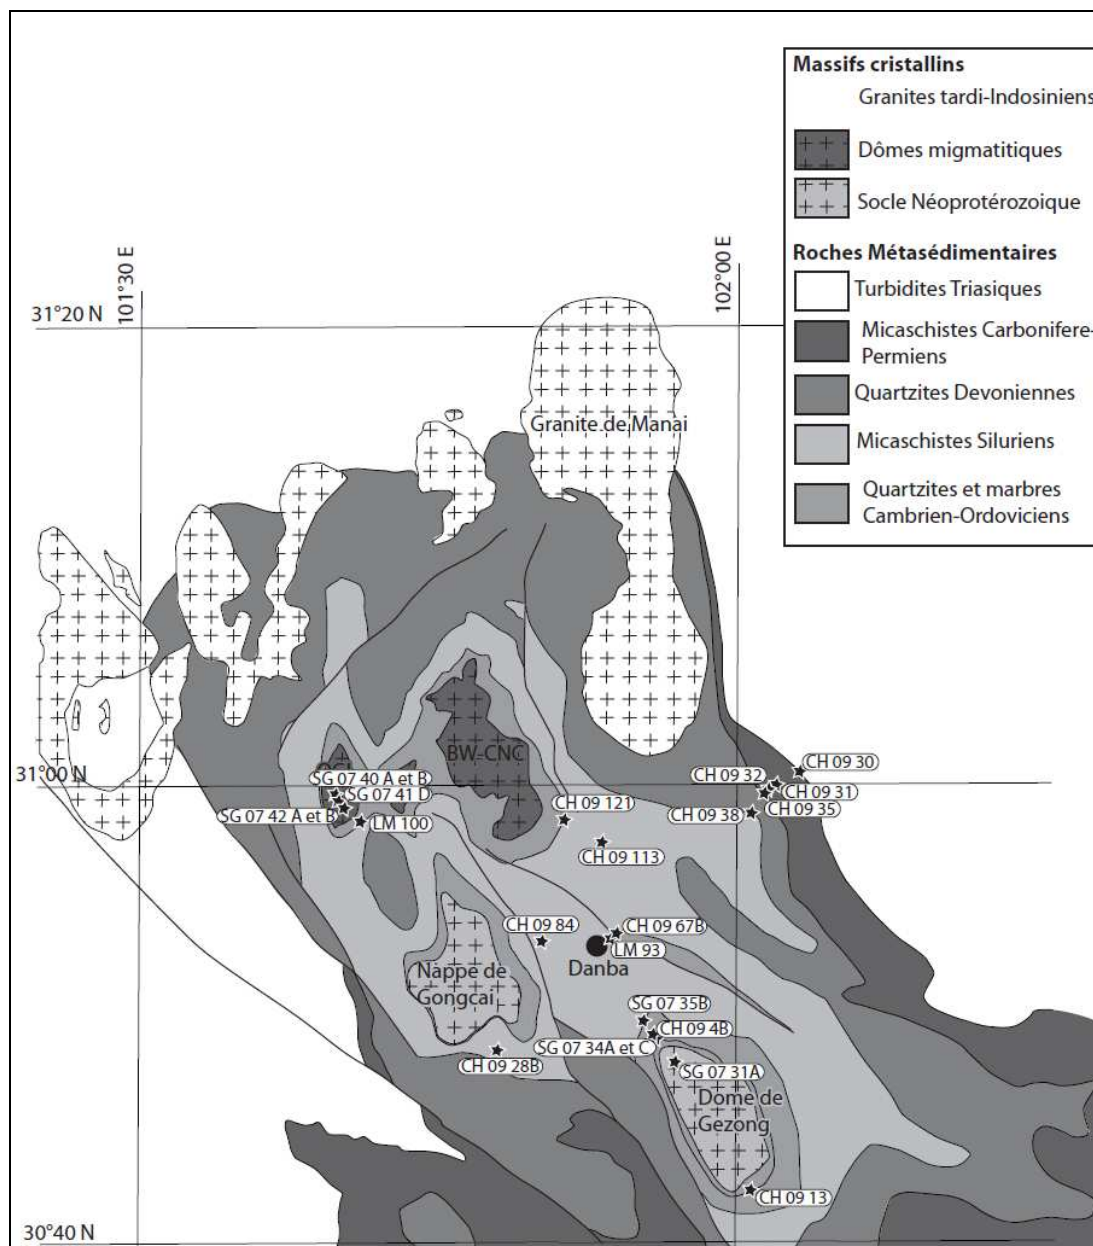 Massifs cristallins
Granites tardi-Indosiniens
Dômes migmatitiques
Socle Néoprotérozoique
Roches Métasédimentaires
Turbidites Triasiques
Micaschistes Carbonifere-
Permiens
Quartzites Devoniennes
Micaschistes Siluriens
Quartzites et marbres
Cambrien-Ordoviciens
101°30 E
102°00 E
31°20 N
Granite de Manai
BW-CNC
31°00 N
SG 07 40 A et B
SG 07 41 D
SG 07 42 A et B
LM 100
CH 09 121
CH 09 113
CH 09 30
CH 09 32
CH 09 31
CH 09 35
CH 09 38
CH 09 84
CH 09 67B
LM 93
Danba
Nappe de
Gongcai
SG 07 35B
CH 09 4B
SG 07 34A et C
CH 09 28B
SG 07 31A
Dome de
Gezong
CH 09 13
30°40 N